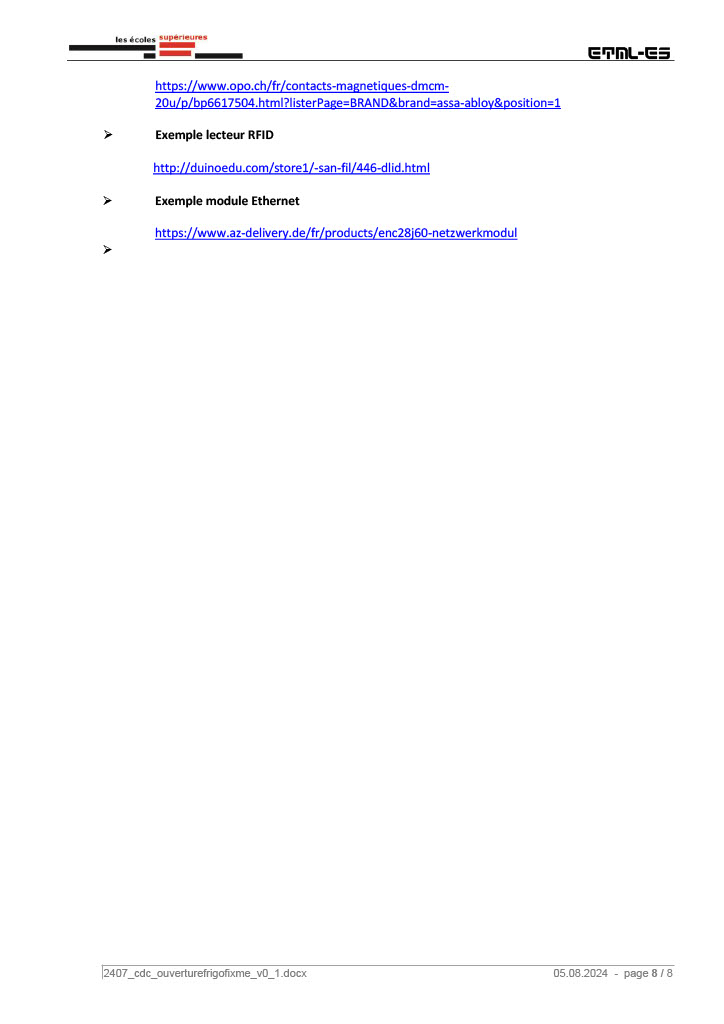 les écoles supérieures
ETML-ES
https://www.opo.ch/fr/contacts-magnetiques-dmcm-
20u/p/bp6617504.html?listerPage=BRAND&brand=assa-abloy&position=1
➢ Exemple lecteur RFID
http://duinoedu.com/store1/-san-fil/446-dlid.html
➢ Exemple module Ethernet
https://www.az-delivery.de/fr/products/enc28j60-netzwerkmodul
➢
2407_cdc_ouverturefrigofixme_v0_1.docx 05.08.2024 - page 8 / 8